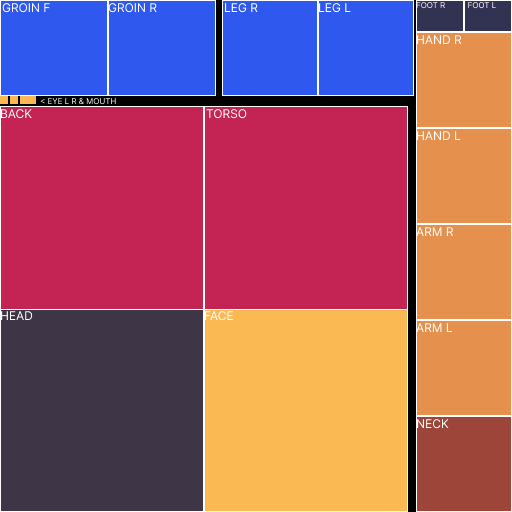 GROIN F
GROIN R
LEG R
LEG L
FOOT R
FOOT L
HAND R
< EYE L R & MOUTH
BACK
TORSO
HAND L
ARM R
HEAD
FACE
ARM L
NECK